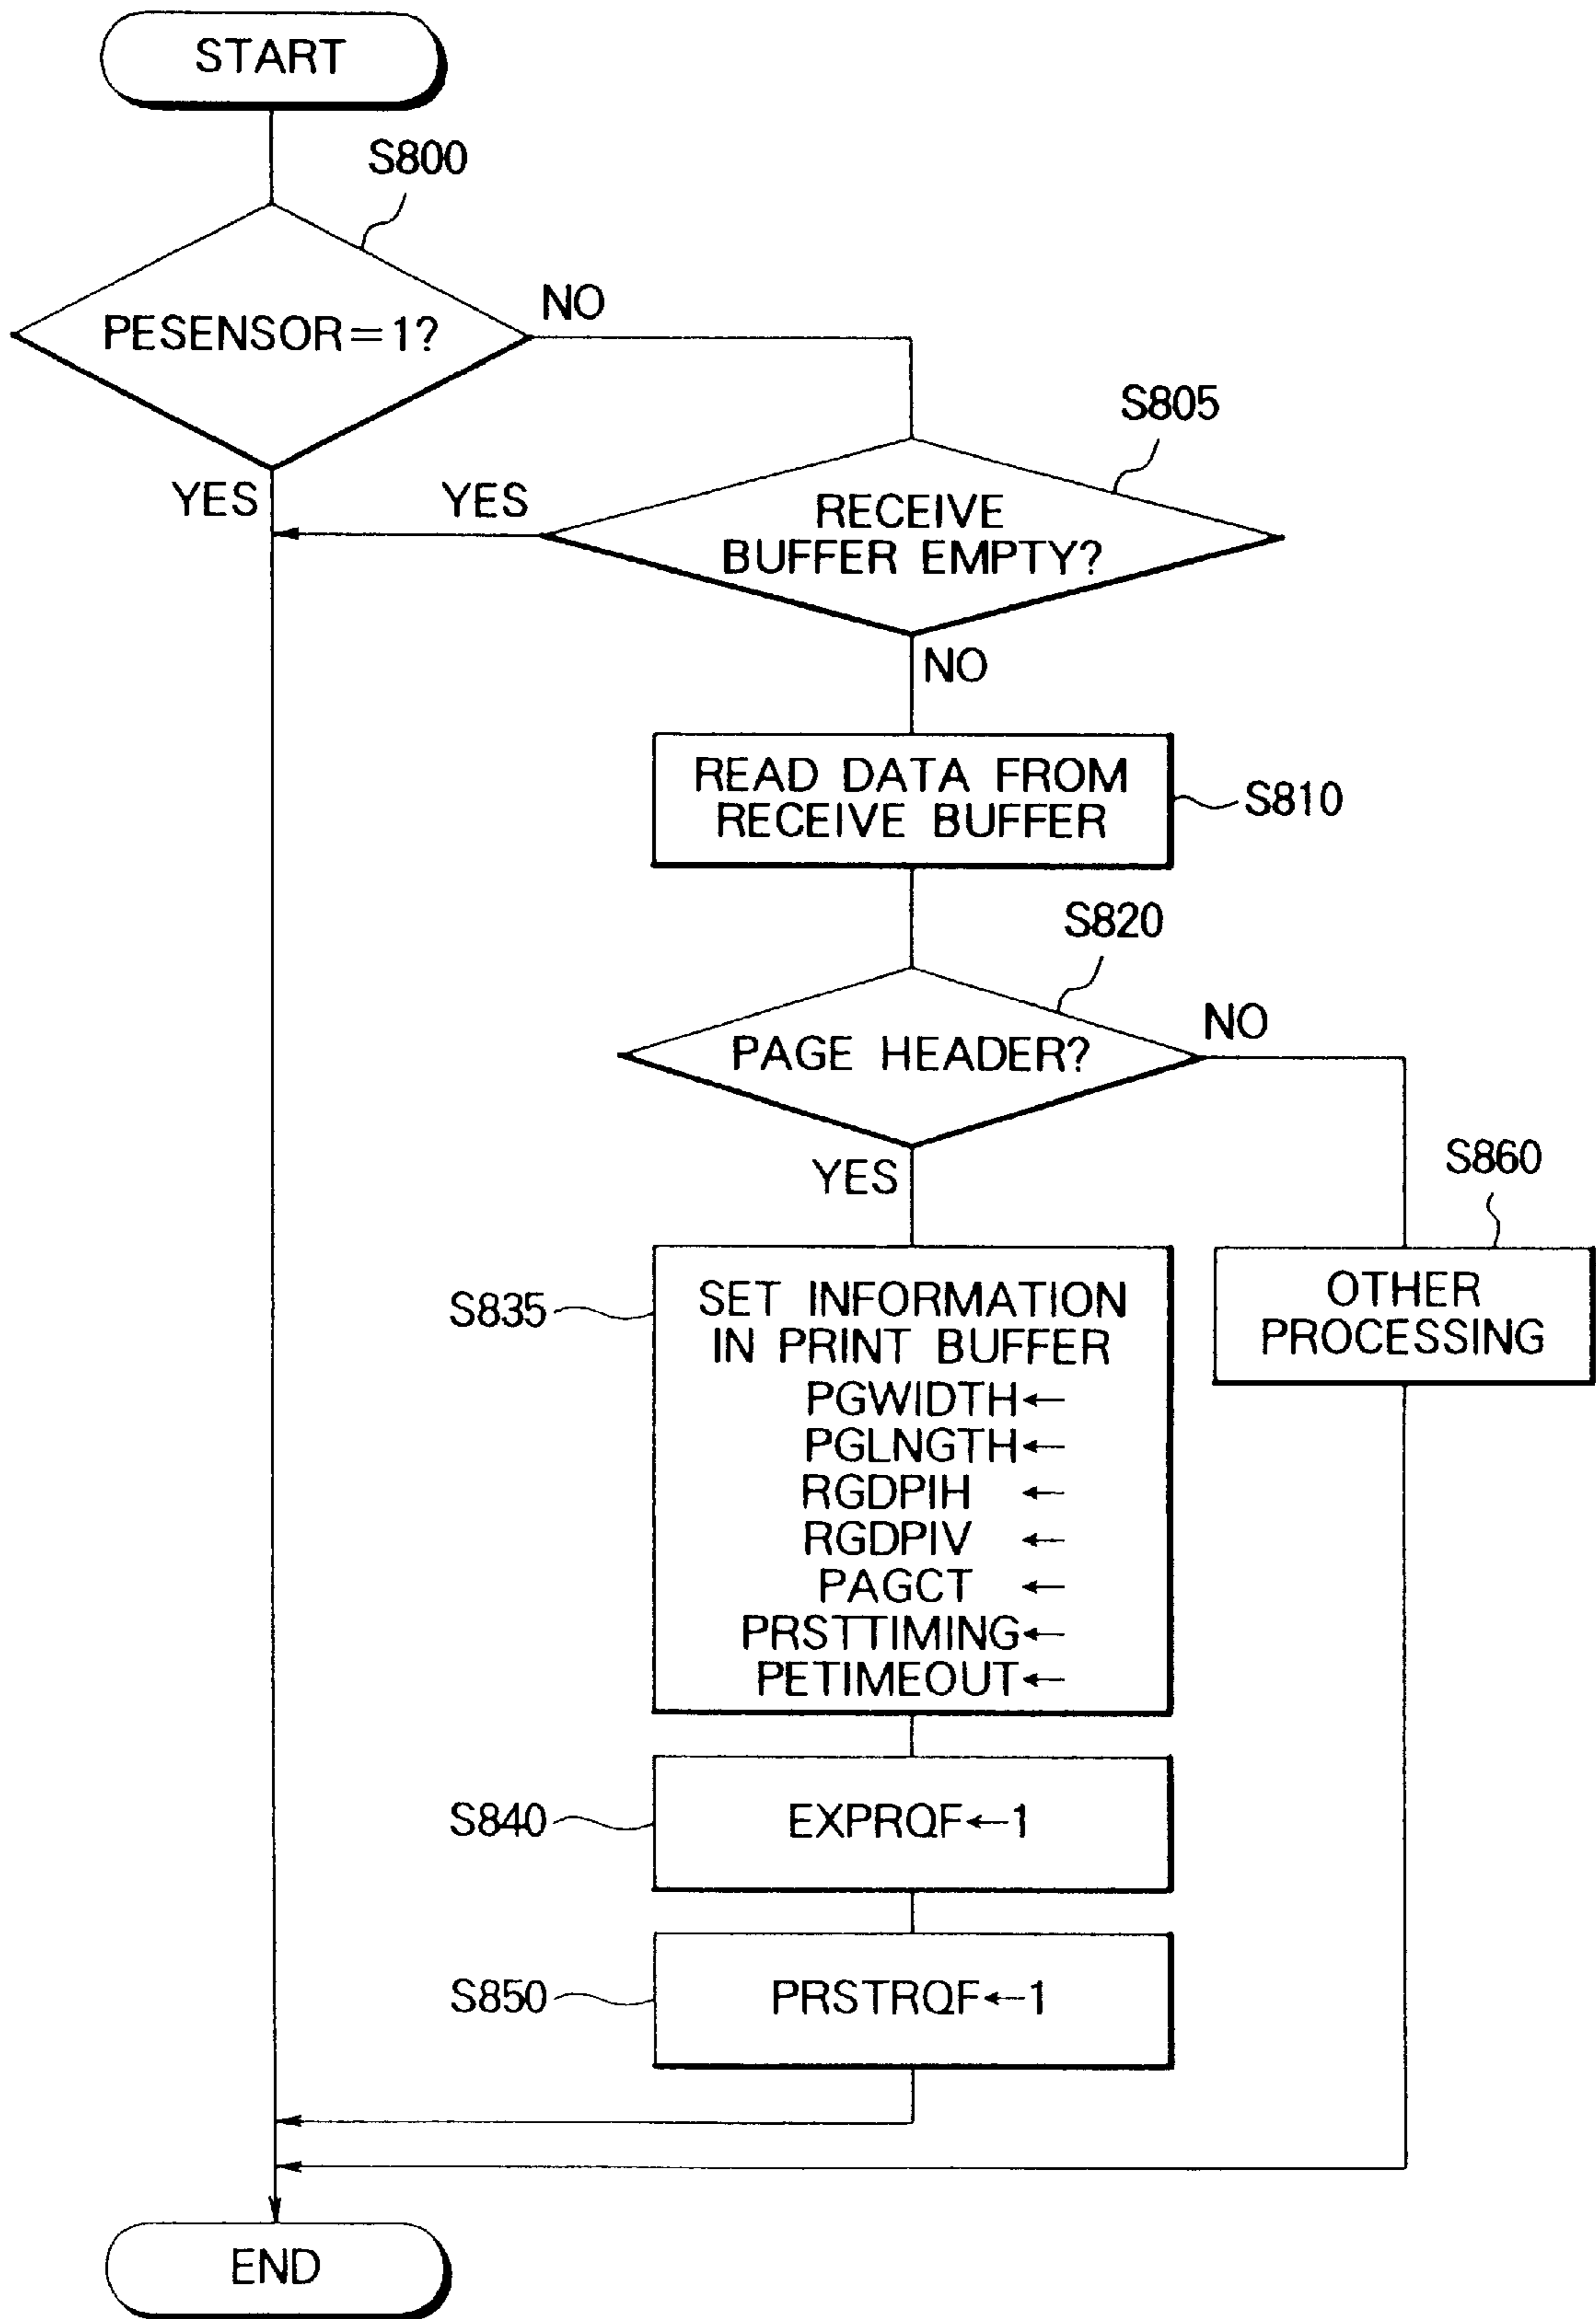 START
S800
PESENSOR=1?
NO
S805
YES
YES
RECEIVE
BUFFER EMPTY?
NO
READ DATA FROM
RECEIVE BUFFER
S810
S820
PAGE HEADER?
NO
YES
S860
S835
SET INFORMATION
IN PRINT BUFFER
PGWIDTH←
PGLNGTH←
RGDPIH ←
RGDPIV ←
PAGCT ←
PRSTTIMING←
PETIMEOUT←
OTHER
PROCESSING
S840
EXPRQF←1
S850
PRSTRQF←1
END